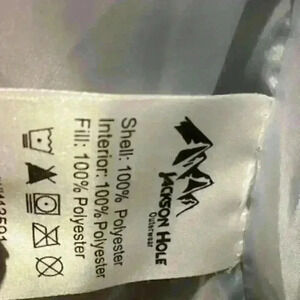 JACKSON HOLE
Outerwear
Shell: 100% Polyester
Interior: 100% Polyester
Fill: 100% Polyester